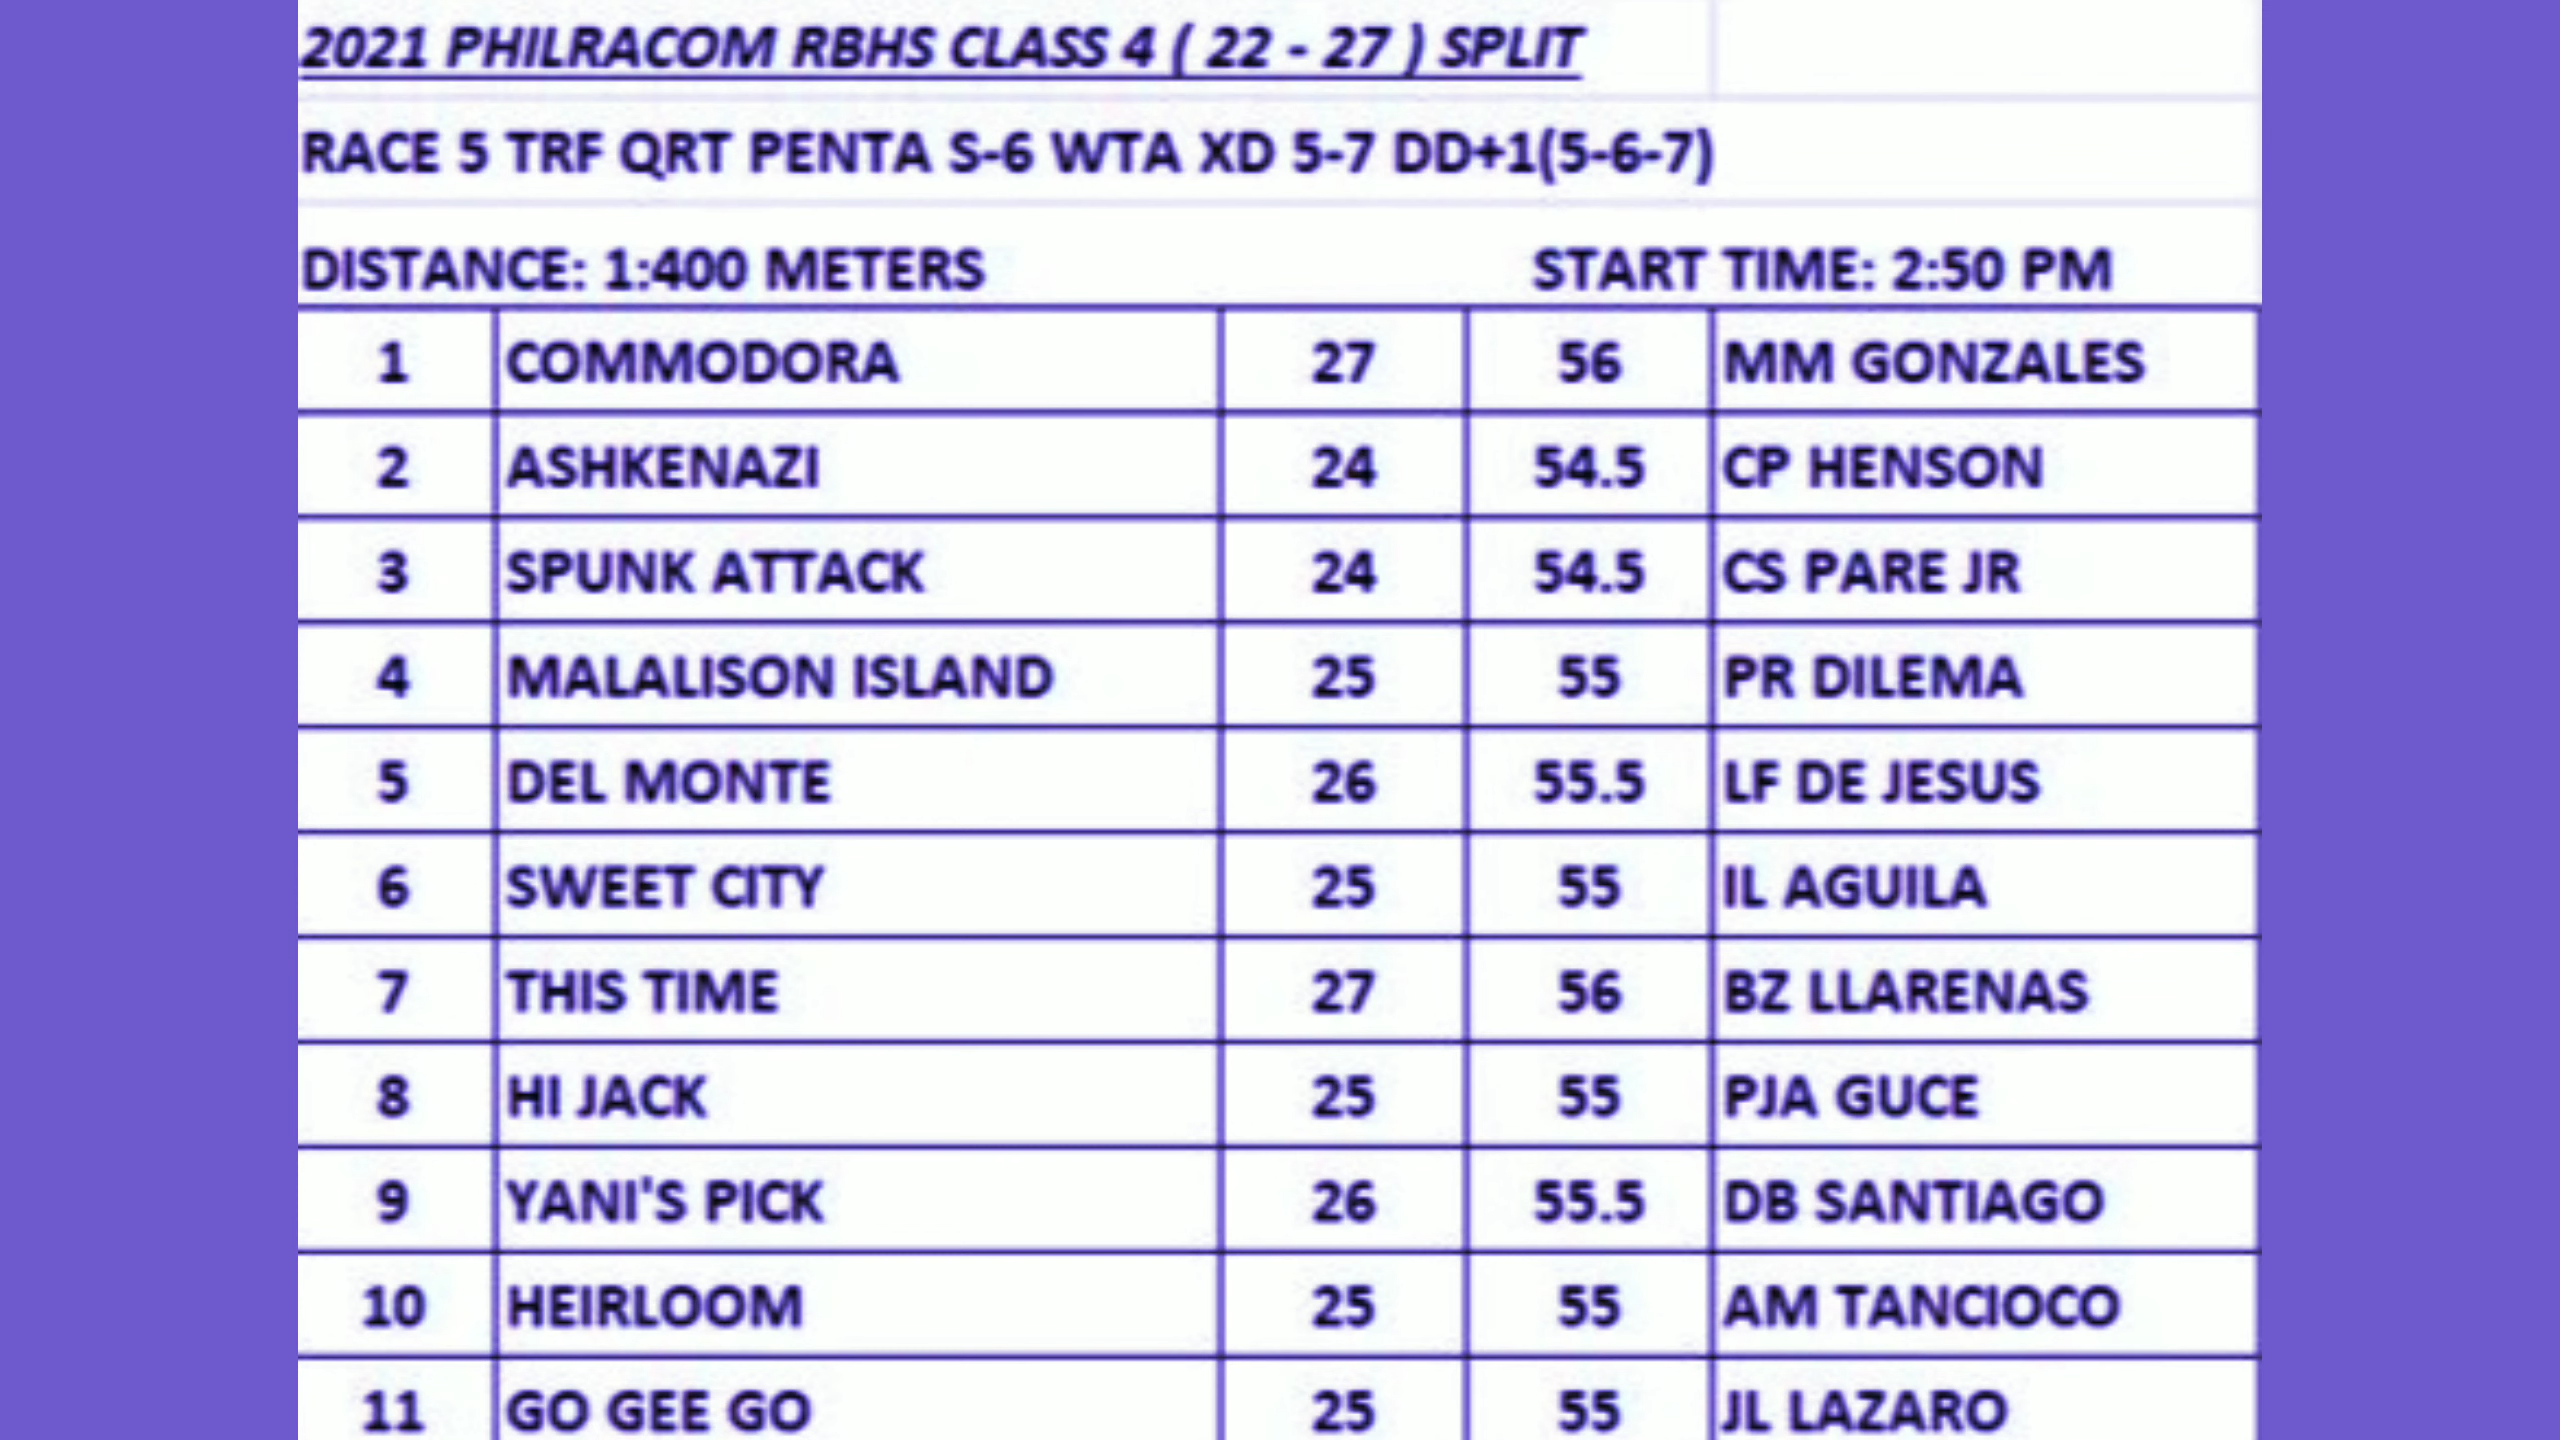 2021 PHILRACOM RBHS CLASS 4 ( 22 - 27 ) SPLIT
RACE 5 TRF QRT PENTA S-6 WTA XD 5-7 DD+1(5-6-7)
DISTANCE: 1:400 METERS START TIME: 2:50 PM
1 COMMODORA 27 56 MM GONZALES
2 ASHKENAZI 24 54.5 CP HENSON
3 SPUNK ATTACK 24 54.5 CS PARE JR
4 MALALISON ISLAND 25 55 PR DILEMA
5 DEL MONTE 26 55.5 LF DE JESUS
6 SWEET CITY 25 55 IL AGUILA
7 THIS TIME 27 56 BZ LLARENAS
8 HI JACK 25 55 PJA GUCE
9 YANI'S PICK 26 55.5 DB SANTIAGO
10 HEIRLOOM 25 55 AM TANCIOCO
11 GO GEE GO 25 55 JL LAZARO